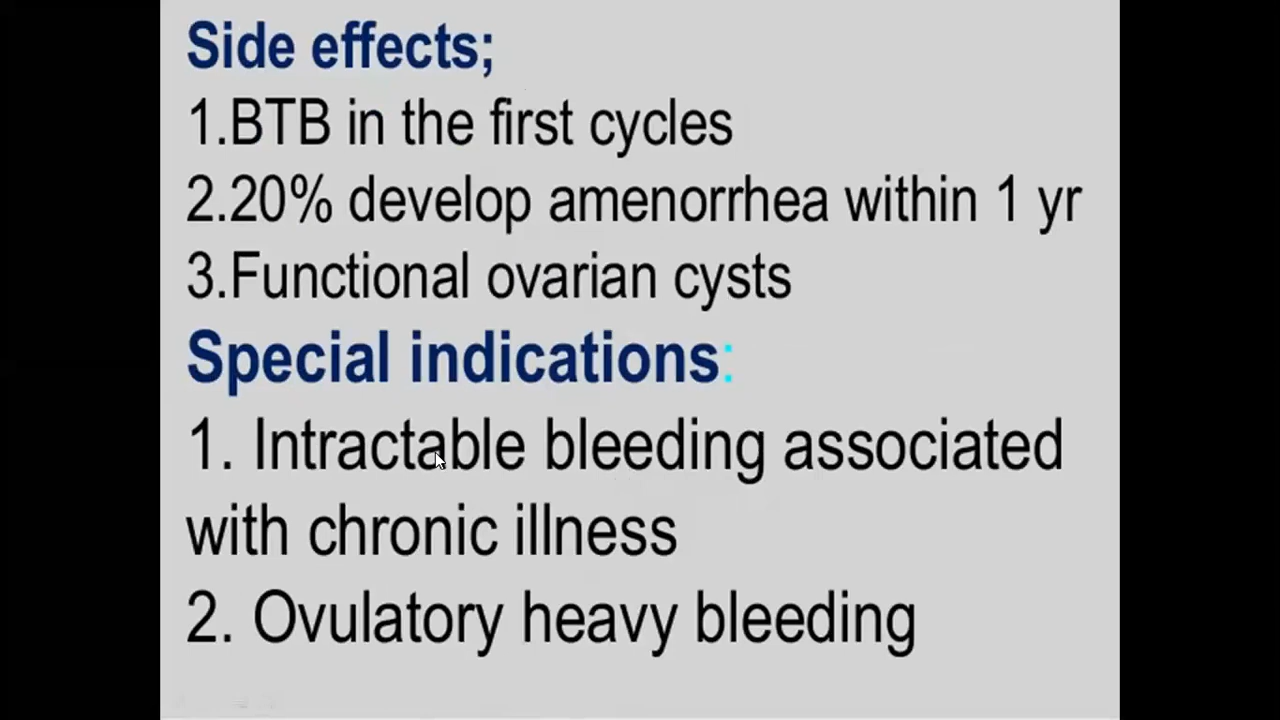 Side effects;
1.BTB in the first cycles
2.20% develop amenorrhea within 1 yr
3.Functional ovarian cysts
Special indications:
1. Intractable bleeding associated
with chronic illness
2. Ovulatory heavy bleeding